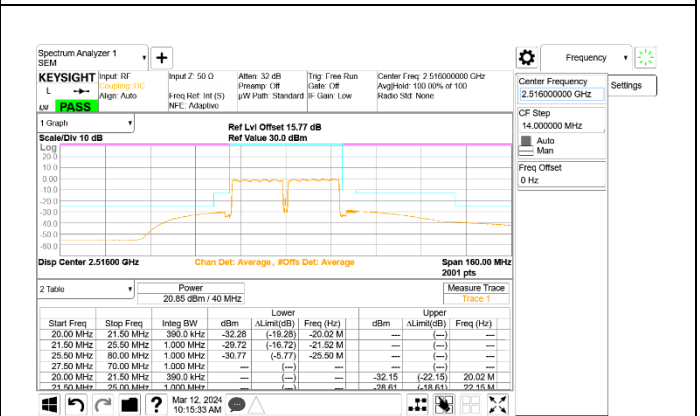 Spectrum Analyzer 1
SEM
Frequency
KEYSIGHT
Input: RF
Coupling: DC
Align: Auto
Input Z: 50 Ω
Freq Ref: Int (S)
NFE: Adaptive
Atten: 32 dB
Preamp: Off
µW Path: Standard
Trig: Free Run
Gate: Off
IF Gain: Low
Center Freq: 2.516000000 GHz
Avg|Hold: 100.00% of 100
Radio Std: None
L
PASS
Center Frequency
2.516000000 GHz
Settings
CF Step
14.000000 MHz
Auto
Man
Freq Offset
0 Hz
1 Graph
Scale/Div 10 dB
Ref Lvl Offset 15.77 dB
Ref Value 30.0 dBm
Log
20.0
10.0
0.00
-10.0
-20.0
-30.0
-40.0
-50.0
-60.0
Disp Center 2.51600 GHz
Chan Det: Average , #Offs Det: Average
Span 160.00 MHz
2001 pts
2 Table
Power
20.85 dBm / 40 MHz
Measure Trace
Trace 1
Lower Upper
Start Freq Stop Freq Integ BW dBm ΔLimit(dB) Freq (Hz) dBm ΔLimit(dB) Freq (Hz)
20.00 MHz 21.50 MHz 390.0 kHz -32.28 (-19.28) -20.02 M --- (---) ---
21.50 MHz 25.50 MHz 1.000 MHz -29.72 (-16.72) -21.52 M --- (---) ---
25.50 MHz 80.00 MHz 1.000 MHz -30.77 (-5.77) -25.50 M --- (---) ---
27.50 MHz 70.00 MHz 1.000 MHz --- (---) --- --- (---) ---
20.00 MHz 21.50 MHz 390.0 kHz --- (---) --- -32.15 (-22.15) 20.02 M
21.50 MHz 25.00 MHz 1.000 MHz --- (---) --- -28.61 (-18.61) 22.15 M
Mar 12, 2024
10:15:33 AM